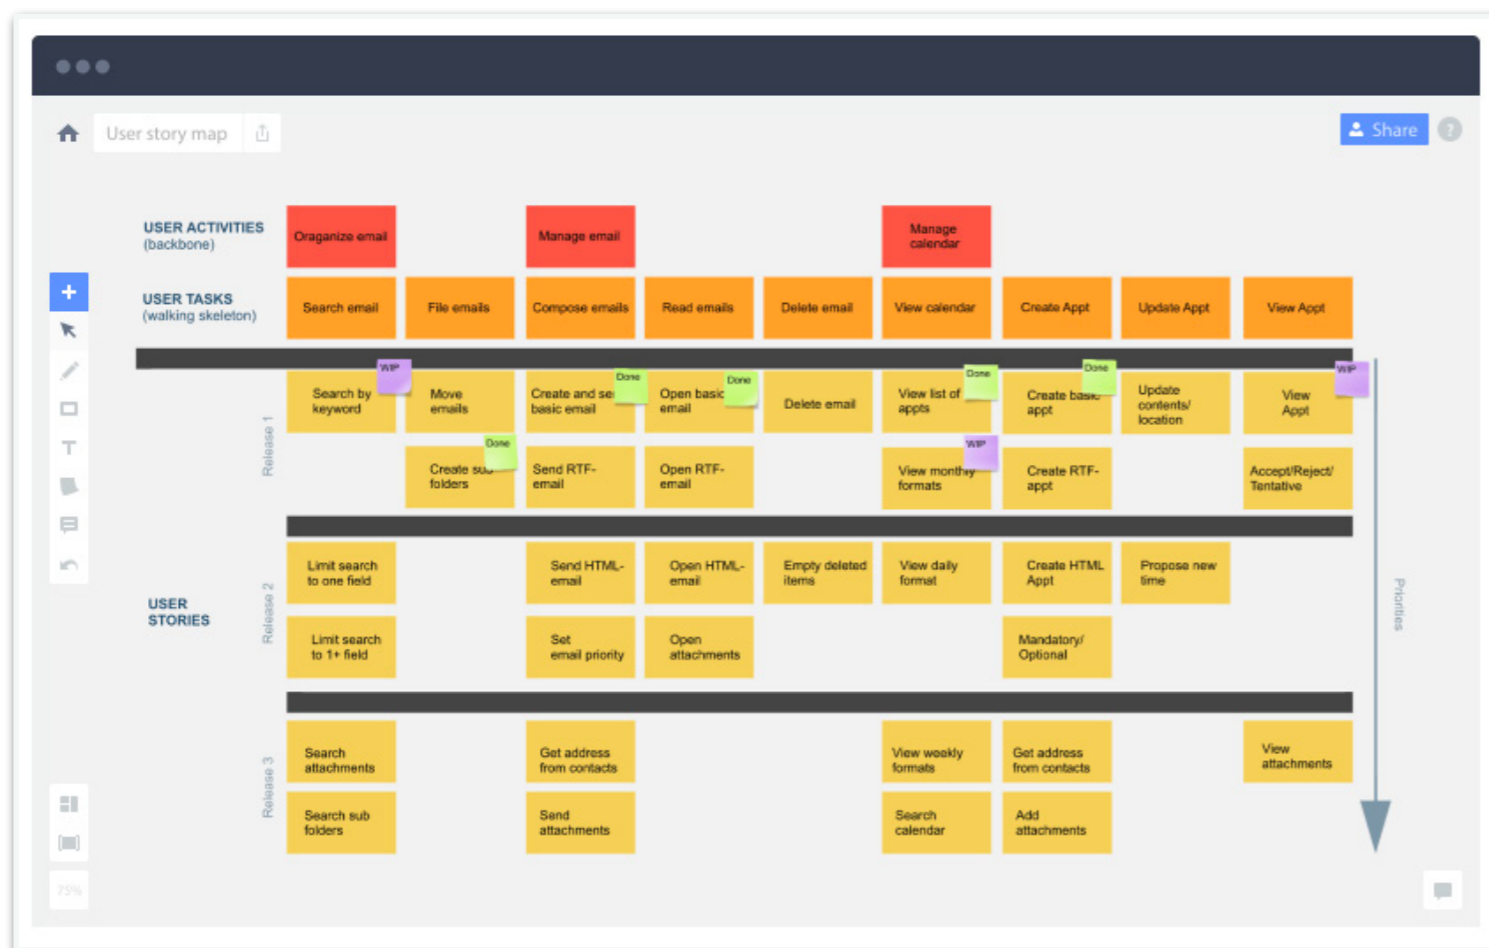 User story map
Share
?
USER ACTIVITIES
(backbone)
Oraganize email
Manage email
Manage
calendar
USER TASKS
(walking skeleton)
Search email
File emails
Compose emails
Read emails
Delete email
View calendar
Create Appt
Update Appt
View Appt
Release 1
WIP
Search by
keyword
Move
emails
Done
Create and se
basic email
Done
Open basic
email
Delete email
Done
View list of
appts
Done
Create basic
appt
Update
contents/
location
WIP
View
Appt
Done
Create sub
folders
Send RTF-
email
Open RTF-
email
WIP
View monthly
formats
Create RTF-
appt
Accept/Reject/
Tentative
USER
STORIES
Release 2
Limit search
to one field
Send HTML-
email
Open HTML-
email
Empty deleted
items
View daily
format
Create HTML
Appt
Propose new
time
Limit search
to 1+ field
Set
email priority
Open
attachments
Mandatory/
Optional
Priorities
Release 3
Search
attachments
Get address
from contacts
View weekly
formats
Get address
from contacts
View
attachments
Search sub
folders
Send
attachments
Search
calendar
Add
attachments
75%